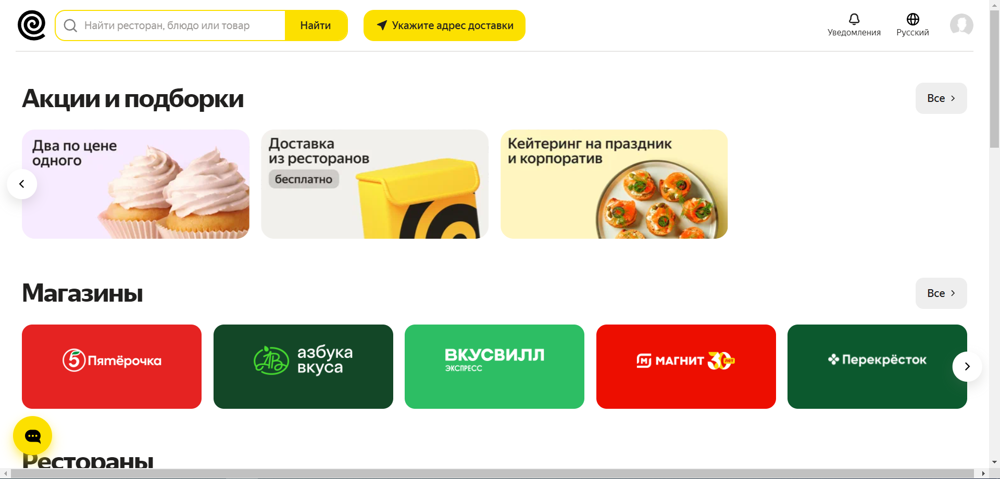 Найти ресторан, блюдо или товар
Найти
Укажите адрес доставки
Уведомления
Русский
Акции и подборки
Все
Два по цене
одного
Доставка
из ресторанов
бесплатно
Кейтеринг на праздник
и корпоратив
Магазины
Все
5 Пятёрочка
АВ азбука
вкуса
ВКУСВИЛЛ
ЭКСПРЕСС
М МАГНИТ 30 лет
Перекрёсток
Рестораны